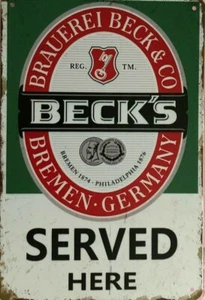 BRAUEREI BECK & CO
REG. TM.
BECK'S
BREMEN 1874 · PHILADELPHIA 1876
BREMEN · GERMANY
SERVED
HERE